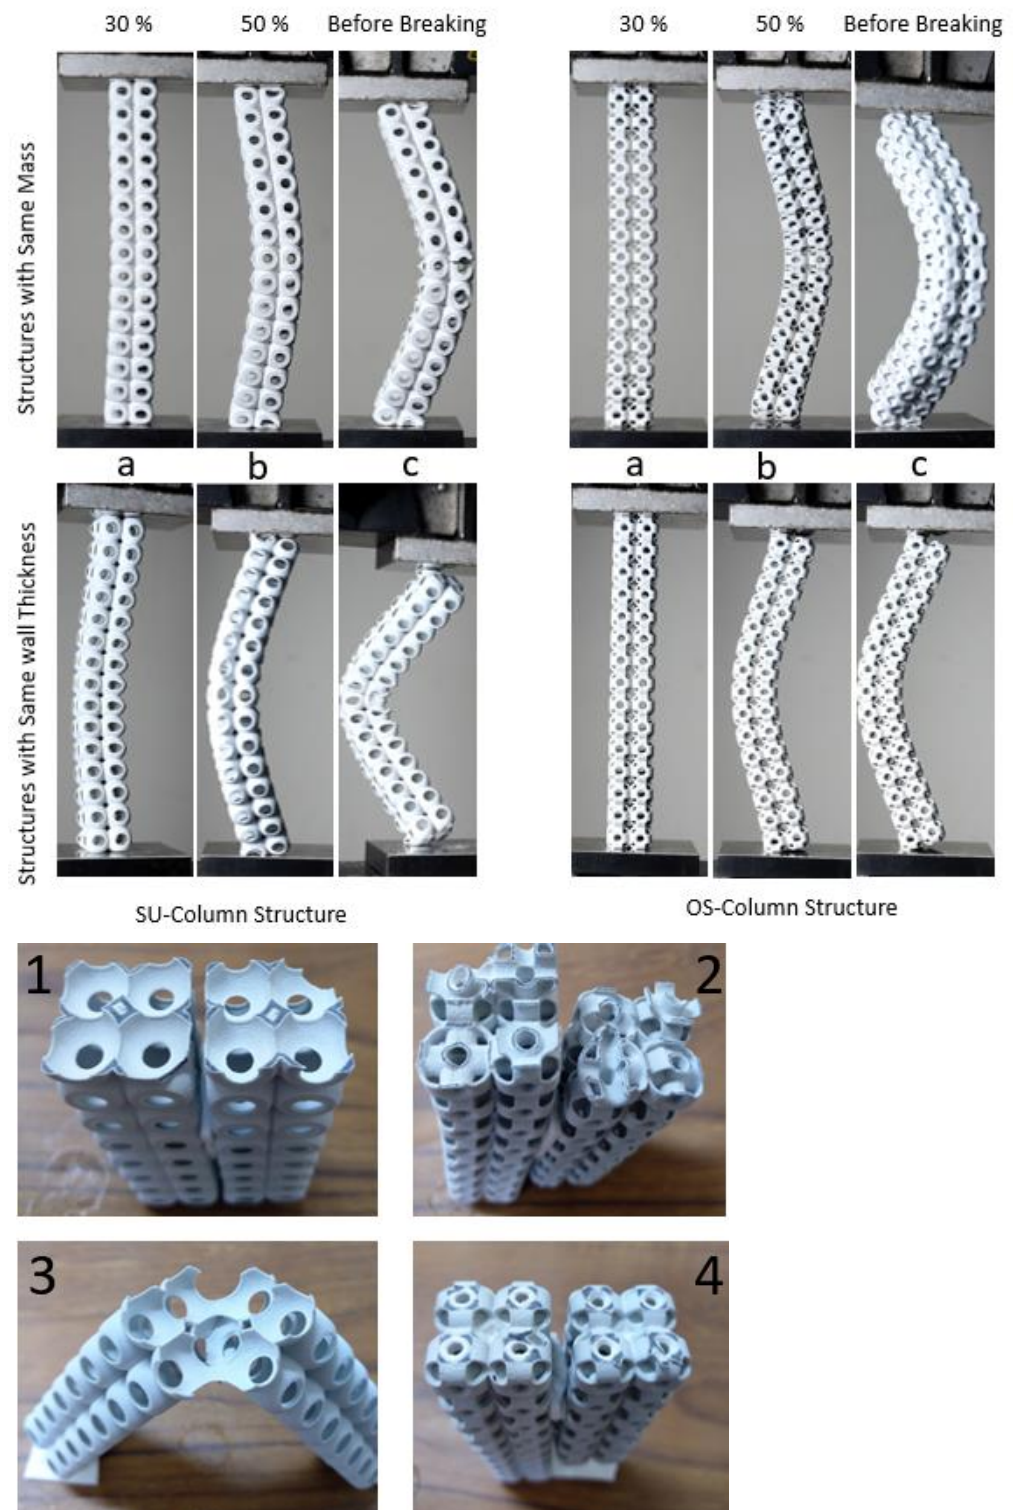 30 %
50 %
Before Breaking
30 %
50 %
Before Breaking
Structures with Same Mass
a
b
c
a
b
c
Structures with Same wall Thickness
SU-Column Structure
OS-Column Structure
1
2
3
4